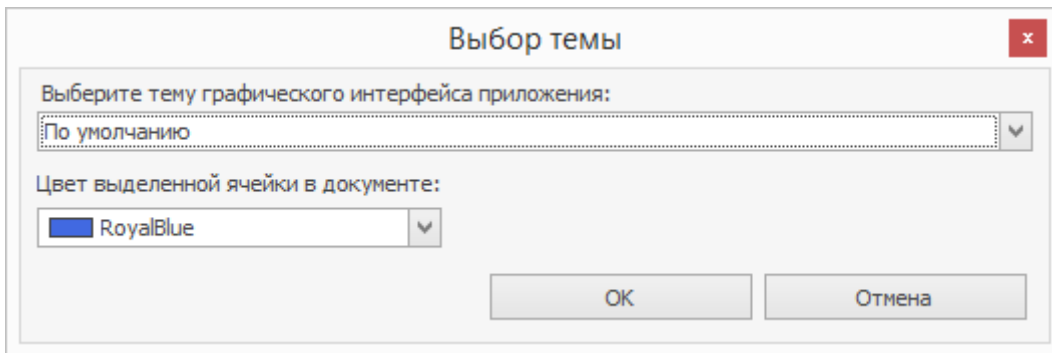 Выбор темы
x
Выберите тему графического интерфейса приложения:
По умолчанию
Цвет выделенной ячейки в документе:
RoyalBlue
OK Отмена